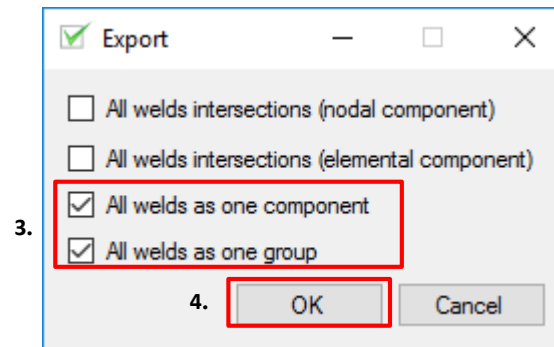 Export
All welds intersections (nodal component)
All welds intersections (elemental component)
3.
All welds as one component
All welds as one group
4.
OK
Cancel